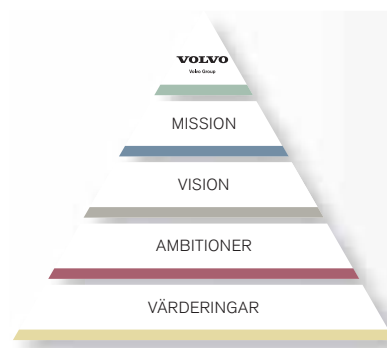 VOLVO
Volvo Group
MISSION
VISION
AMBITIONER
VÄRDERINGAR